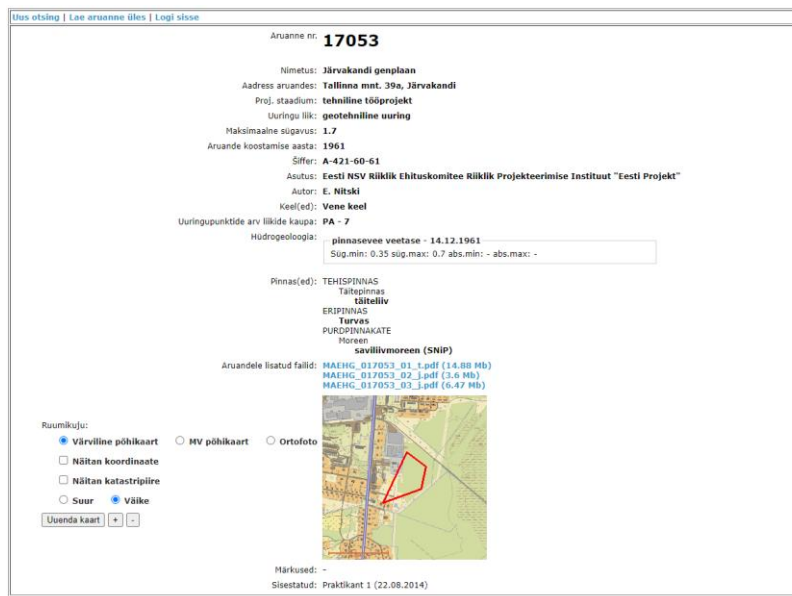 Uus otsing | Lae aruanne üles | Logi sisse
Aruanne nr. 17053
Nimetus: Järvakandi genplaan
Aadress aruandes: Tallinna mnt. 39a, Järvakandi
Proj. staadium: tehniline tööprojekt
Uuringu liik: geotehniline uuring
Maksimaalne sügavus: 1.7
Aruande koostamise aasta: 1961
Šiffer: A-421-60-61
Asutus: Eesti NSV Riiklik Ehituskomitee Riiklik Projekteerimise Instituut "Eesti Projekt"
Autor: E. Nitski
Keel(ed): Vene keel
Uuringupunktide arv liikide kaupa: PA - 7
Hüdrogeoloogia: pinnasevee veetase - 14.12.1961
Süg.min: 0.35 süg.max: 0.7 abs.min: - abs.max: -
Pinnas(ed): TEHISPINNAS
Täitepinnas
täiteliiv
ERIPINNAS
Turvas
PURDPINNAKATE
Moreen
saviliivmoreen (SNiP)
Aruandele lisatud failid: MAEHG_017053_01_t.pdf (14.88 Mb)
MAEHG_017053_02_j.pdf (3.6 Mb)
MAEHG_017053_03_j.pdf (6.47 Mb)
Ruumikuju:
Värviline põhikaart MV põhikaart Ortofoto
Näitan koordinaate
Näitan katastripiire
Suur Väike
Uuenda kaart + -
Märkused: -
Sisestatud: Praktikant 1 (22.08.2014)